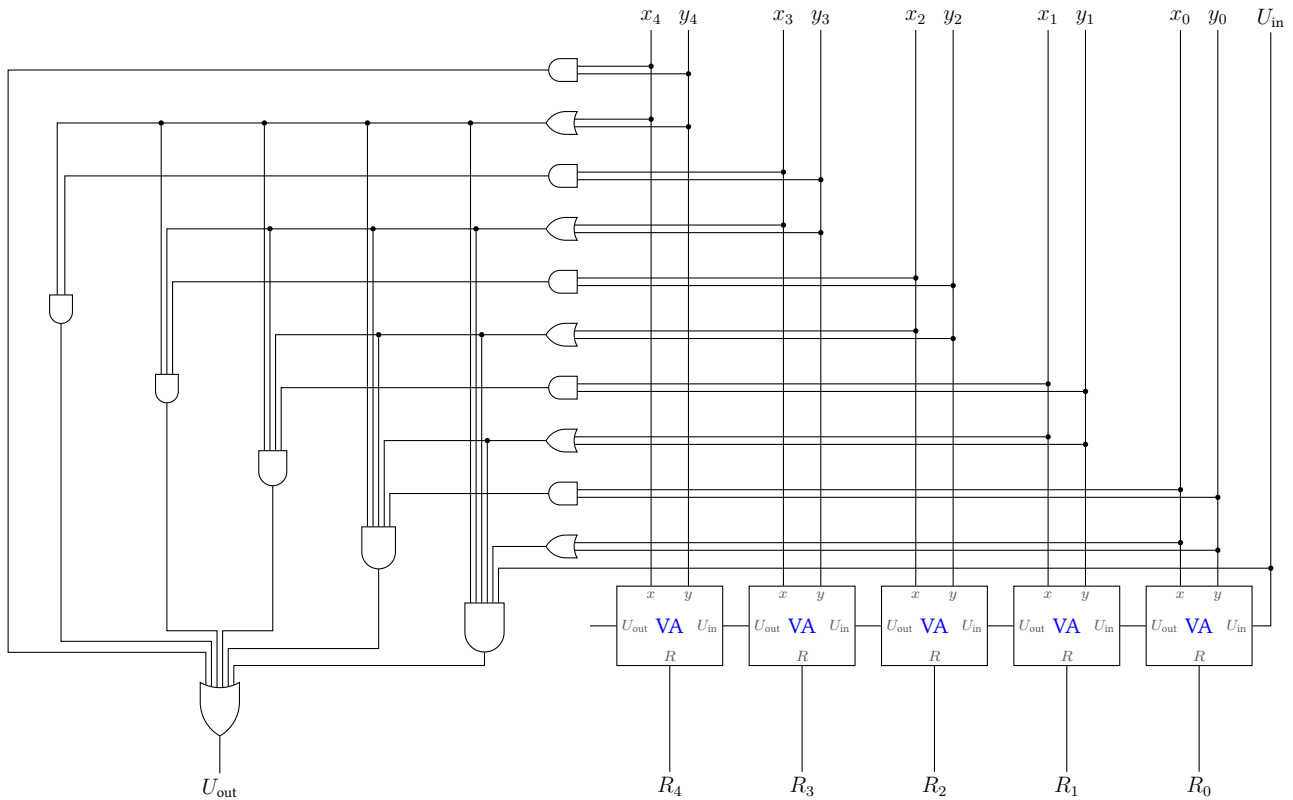 x4 y4 x3 y3 x2 y2 x1 y1 x0 y0 Uin
x y x y x y x y x y
Uout VA Uin Uout VA Uin Uout VA Uin Uout VA Uin Uout VA Uin
R R R R R
Uout R4 R3 R2 R1 R0